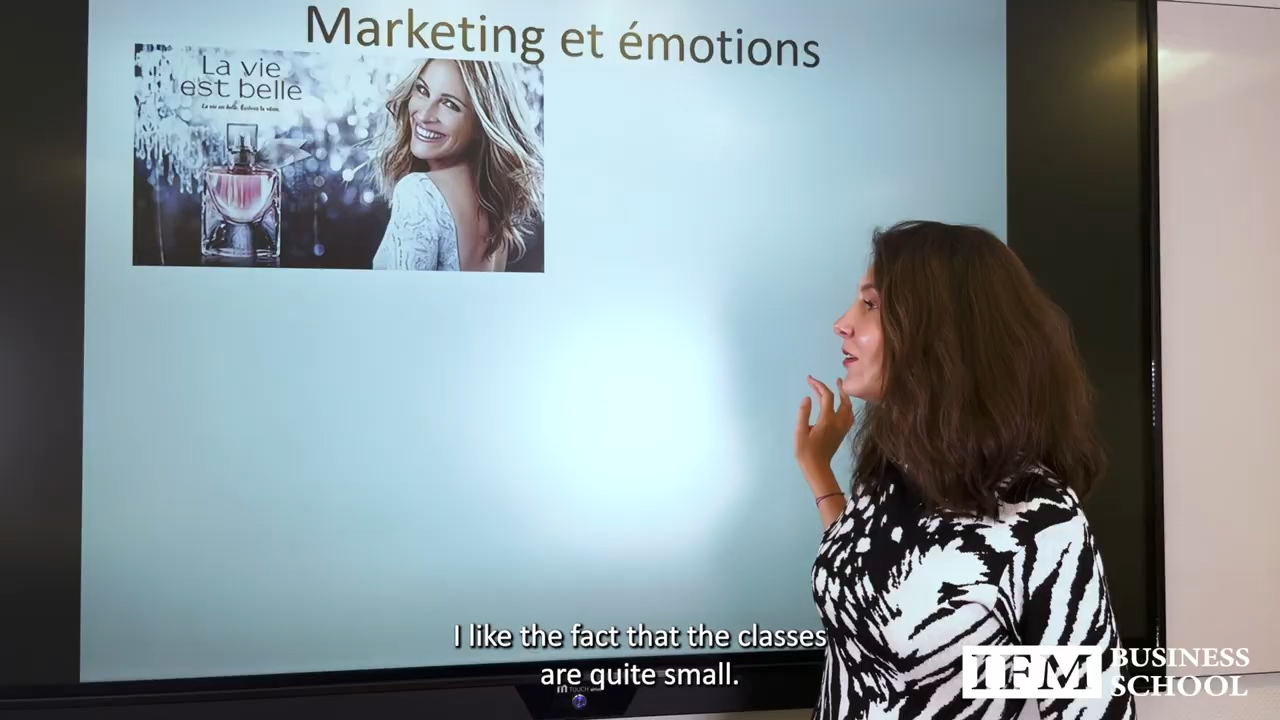 Marketing et émotions
La vie
est belle
I like the fact that the classes
are quite small.
IFM BUSINESS
SCHOOL